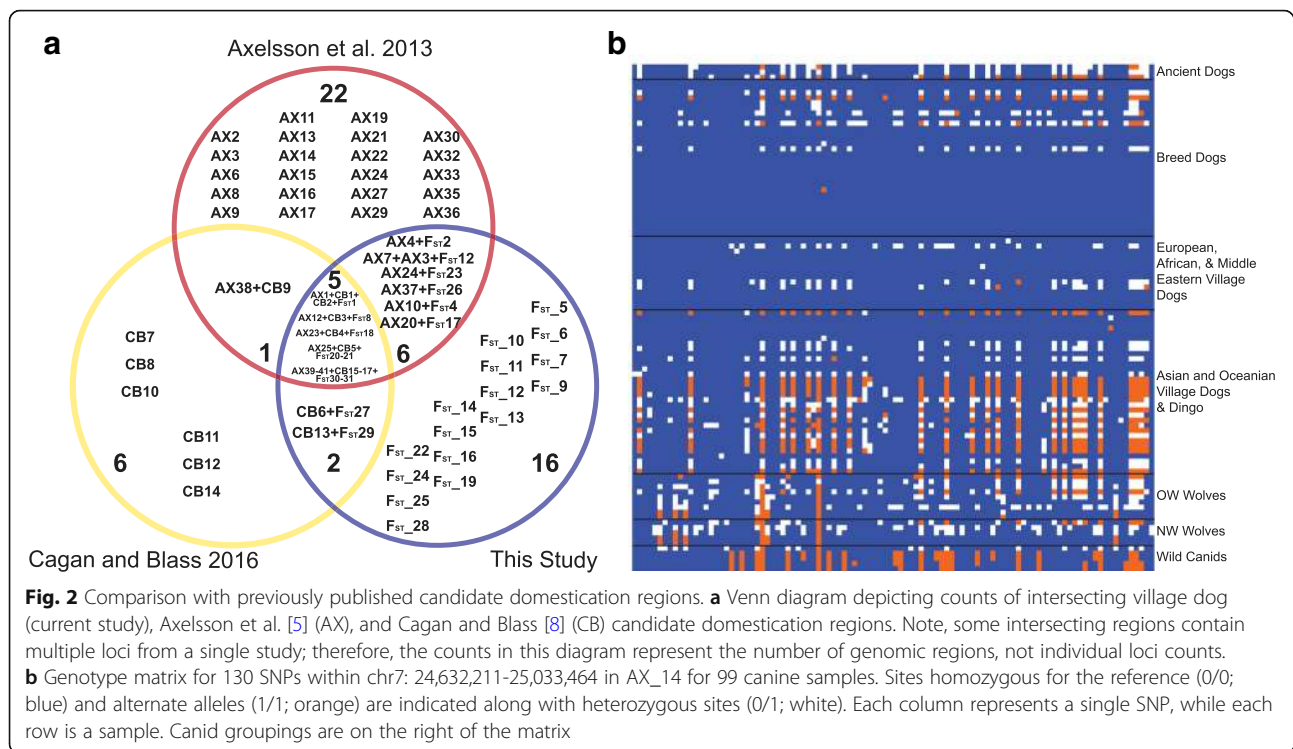 a
b
Axelsson et al. 2013
22
AX11 AX19
AX2 AX13 AX21 AX30
AX3 AX14 AX22 AX32
AX6 AX15 AX24 AX33
AX8 AX16 AX27 AX35
AX9 AX17 AX29 AX36
AX4+FST2
AX7+AX3+FST12
AX24+FST23
AX37+FST26
AX10+FST4
AX20+FST17
6
5
AX1+CB1+
CB2+FST1
AX12+CB3+FST8
AX23+CB4+FST18
AX25+CB5+
FST20-21
AX39-41+CB15-17+
FST30-31
AX38+CB9
1
CB7
CB8
CB10
CB11
CB12
CB14
6
CB6+FST27
CB13+FST29
2
FST_5
FST_10 FST_6
FST_11 FST_7
FST_12 FST_9
FST_14 FST_13
FST_15
FST_22 FST_16
FST_24 FST_19
FST_25
FST_28
16
Cagan and Blass 2016
This Study
Ancient Dogs
Breed Dogs
European,
African, & Middle
Eastern Village
Dogs
Asian and Oceanian
Village Dogs
& Dingo
OW Wolves
NW Wolves
Wild Canids
Fig. 2 Comparison with previously published candidate domestication regions. a Venn diagram depicting counts of intersecting village dog
(current study), Axelsson et al. [5] (AX), and Cagan and Blass [8] (CB) candidate domestication regions. Note, some intersecting regions contain
multiple loci from a single study; therefore, the counts in this diagram represent the number of genomic regions, not individual loci counts.
b Genotype matrix for 130 SNPs within chr7: 24,632,211-25,033,464 in AX_14 for 99 canine samples. Sites homozygous for the reference (0/0;
blue) and alternate alleles (1/1; orange) are indicated along with heterozygous sites (0/1; white). Each column represents a single SNP, while each
row is a sample. Canid groupings are on the right of the matrix